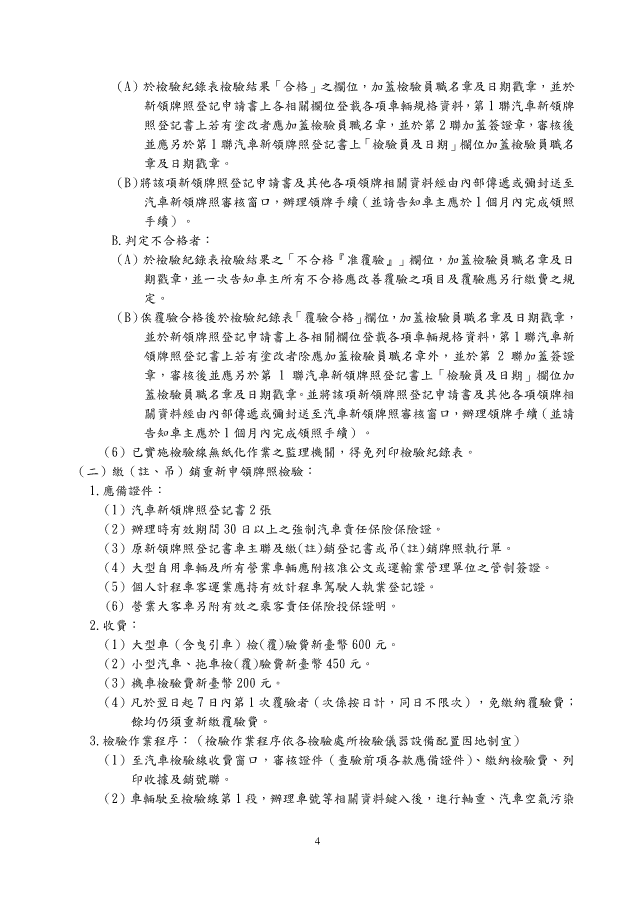 (A) 於檢驗紀錄表檢驗結果「合格」之欄位，加蓋檢驗員職名章及日期戳章，並於
新領牌照登記申請書上各相關欄位登載各項車輛規格資料，第 1 聯汽車新領牌
照登記書上若有塗改者應加蓋檢驗員職名章，並於第 2 聯加蓋簽證章，審核後
並應另於第 1 聯汽車新領牌照登記書上「檢驗員及日期」欄位加蓋檢驗員職名
章及日期戳章。
(B)將該項新領牌照登記申請書及其他各項領牌相關資料經由內部傳遞或彌封送至
汽車新領牌照審核窗口，辦理領牌手續（並請告知車主應於 1 個月內完成領照
手續）。
B.判定不合格者：
(A) 於檢驗紀錄表檢驗結果之「不合格『准覆驗』」欄位，加蓋檢驗員職名章及日
期戳章，並一次告知車主所有不合格應改善覆驗之項目及覆驗應另行繳費之規
定。
(B) 俟覆驗合格後於檢驗紀錄表「覆驗合格」欄位，加蓋檢驗員職名章及日期戳章，
並於新領牌照登記申請書上各相關欄位登載各項車輛規格資料，第 1 聯汽車新
領牌照登記書上若有塗改者除應加蓋檢驗員職名章外，並於第 2 聯加蓋簽證
章，審核後並應另於第 1 聯汽車新領牌照登記書上「檢驗員及日期」欄位加
蓋檢驗員職名章及日期戳章。並將該項新領牌照登記申請書及其他各項領牌相
關資料經由內部傳遞或彌封送至汽車新領牌照審核窗口，辦理領牌手續（並請
告知車主應於 1 個月內完成領照手續）。
(6) 已實施檢驗線無紙化作業之監理機關，得免列印檢驗紀錄表。
（二）繳（註、吊）銷重新申領牌照檢驗：
1.應備證件：
(1) 汽車新領牌照登記書 2 張
(2) 辦理時有效期間 30 日以上之強制汽車責任保險保險證。
(3) 原新領牌照登記書車主聯及繳(註)銷登記書或吊(註)銷牌照執行單。
(4) 大型自用車輛及所有營業車輛應附核准公文或運輸業管理單位之管制簽證。
(5) 個人計程車客運業應持有效計程車駕駛人執業登記證。
(6) 營業大客車另附有效之乘客責任保險投保證明。
2.收費：
(1) 大型車（含曳引車）檢(覆)驗費新臺幣 600 元。
(2) 小型汽車、拖車檢(覆)驗費新臺幣 450 元。
(3) 機車檢驗費新臺幣 200 元。
(4) 凡於翌日起 7 日內第 1 次覆驗者（次係按日計，同日不限次），免繳納覆驗費；
餘均仍須重新繳覆驗費。
3.檢驗作業程序：（檢驗作業程序依各檢驗處所檢驗儀器設備配置因地制宜）
(1) 至汽車檢驗線收費窗口，審核證件（查驗前項各款應備證件）、繳納檢驗費、列
印收據及銷號聯。
(2) 車輛駛至檢驗線第 1 段，辦理車號等相關資料鍵入後，進行軸重、汽車空氣污染
4